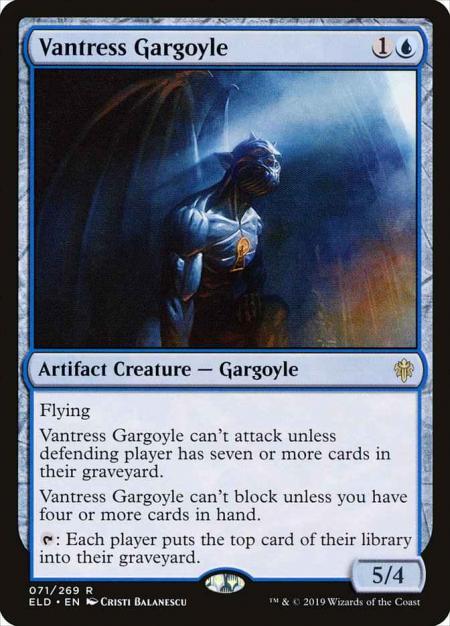 Vantress Gargoyle 1
Artifact Creature — Gargoyle
Flying
Vantress Gargoyle can't attack unless
defending player has seven or more cards in
their graveyard.
Vantress Gargoyle can't block unless you have
four or more cards in hand.
: Each player puts the top card of their library
into their graveyard.
5/4
071/269 R
ELD • EN Cristi Balanescu
™ & © 2019 Wizards of the Coast